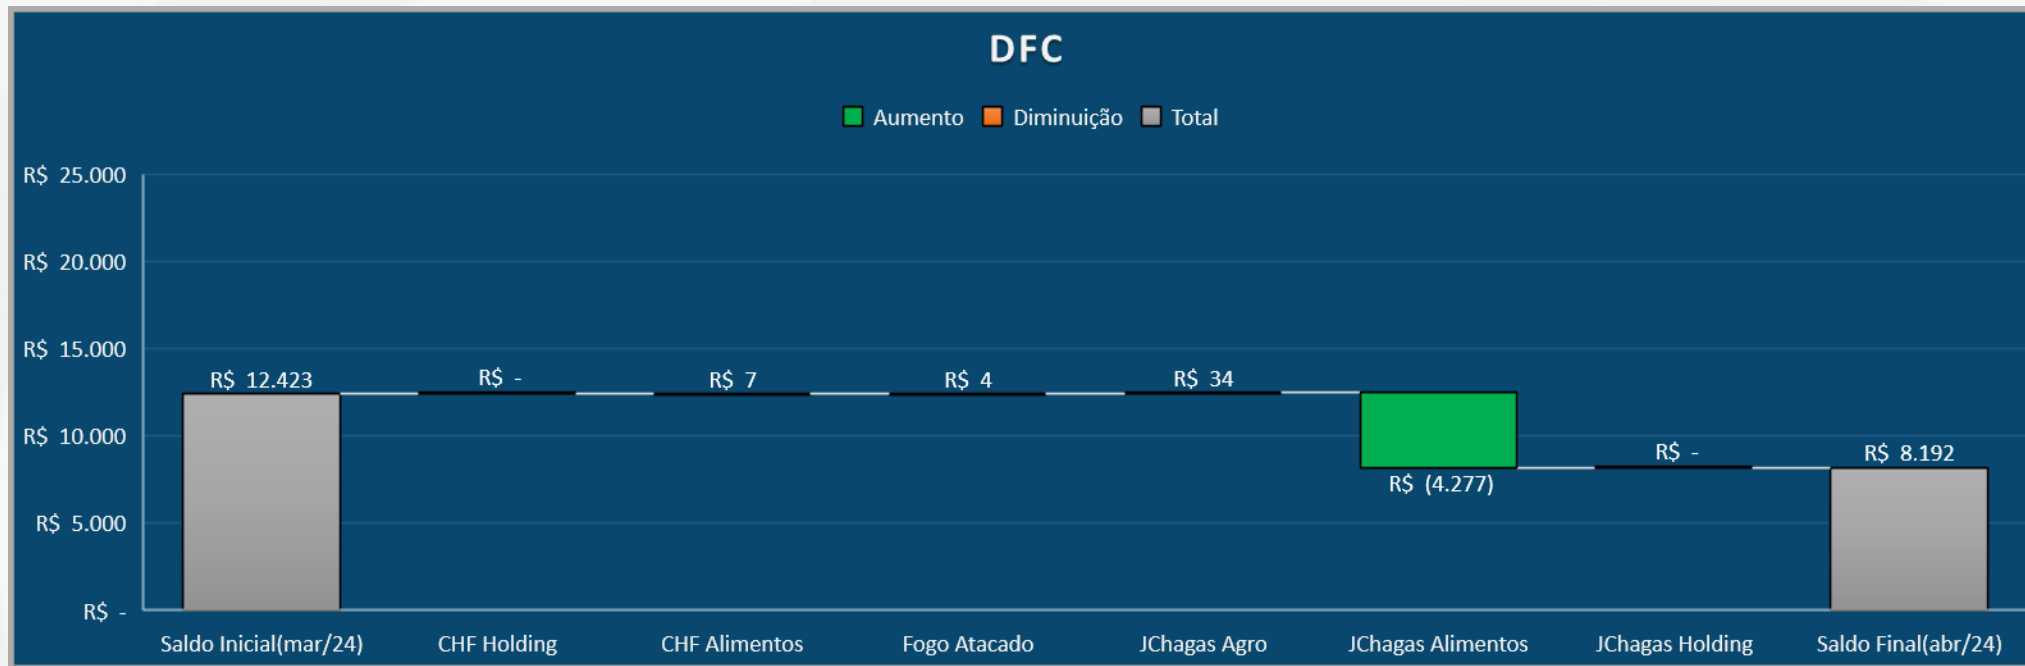 DFC
Aumento Diminuição Total
R$ 25.000
R$ 20.000
R$ 15.000
R$ 10.000
R$ 5.000
R$ -
R$ 12.423
R$ -
R$ 7
R$ 4
R$ 34
R$ (4.277)
R$ -
R$ 8.192
Saldo Inicial(mar/24) CHF Holding CHF Alimentos Fogo Atacado JChagas Agro JChagas Alimentos JChagas Holding Saldo Final(abr/24)